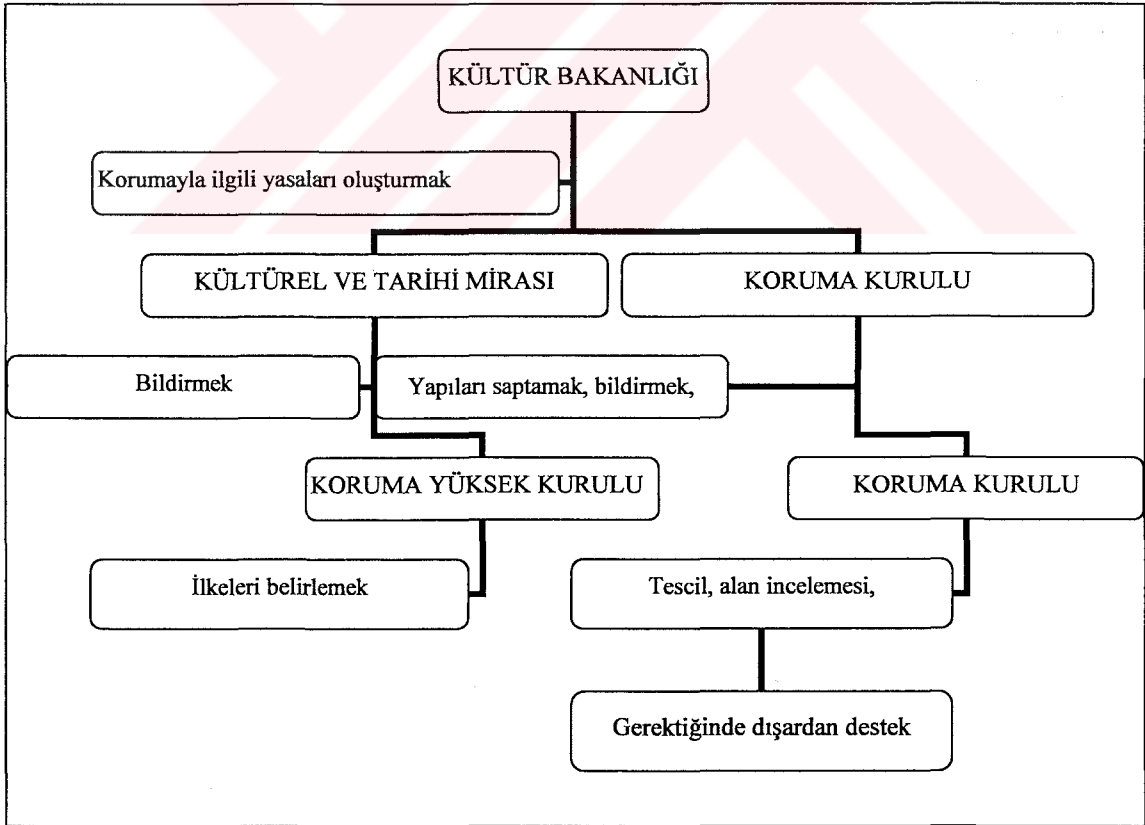 KÜLTÜR BAKANLIĞI
Korumayla ilgili yasaları oluşturmak
KÜLTÜREL VE TARİHİ MİRASI
KORUMA KURULU
Bildirmek
Yapıları saptamak, bildirmek,
KORUMA YÜKSEK KURULU
KORUMA KURULU
İlkeleri belirlemek
Tescil, alan incelemesi,
Gerektiğinde dışardan destek